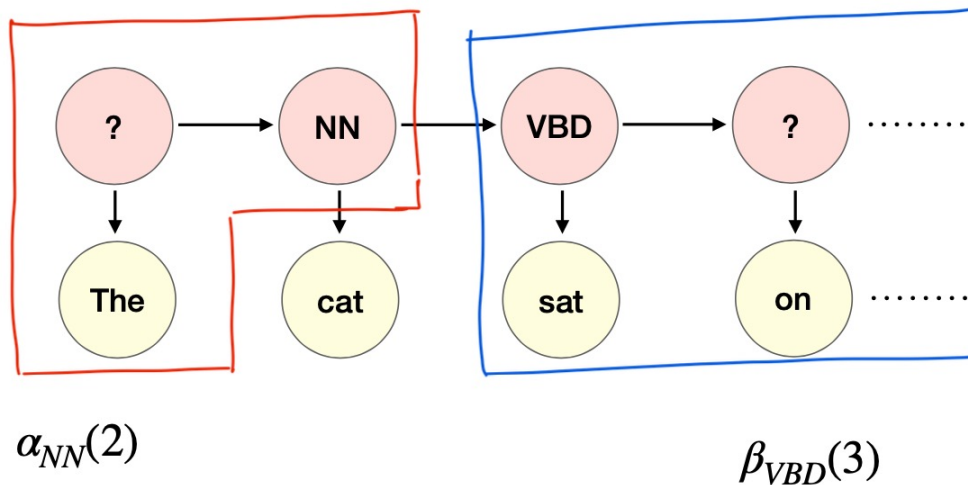 ? NN VBD ? ........
The cat sat on ........
α_NN(2) β_VBD(3)